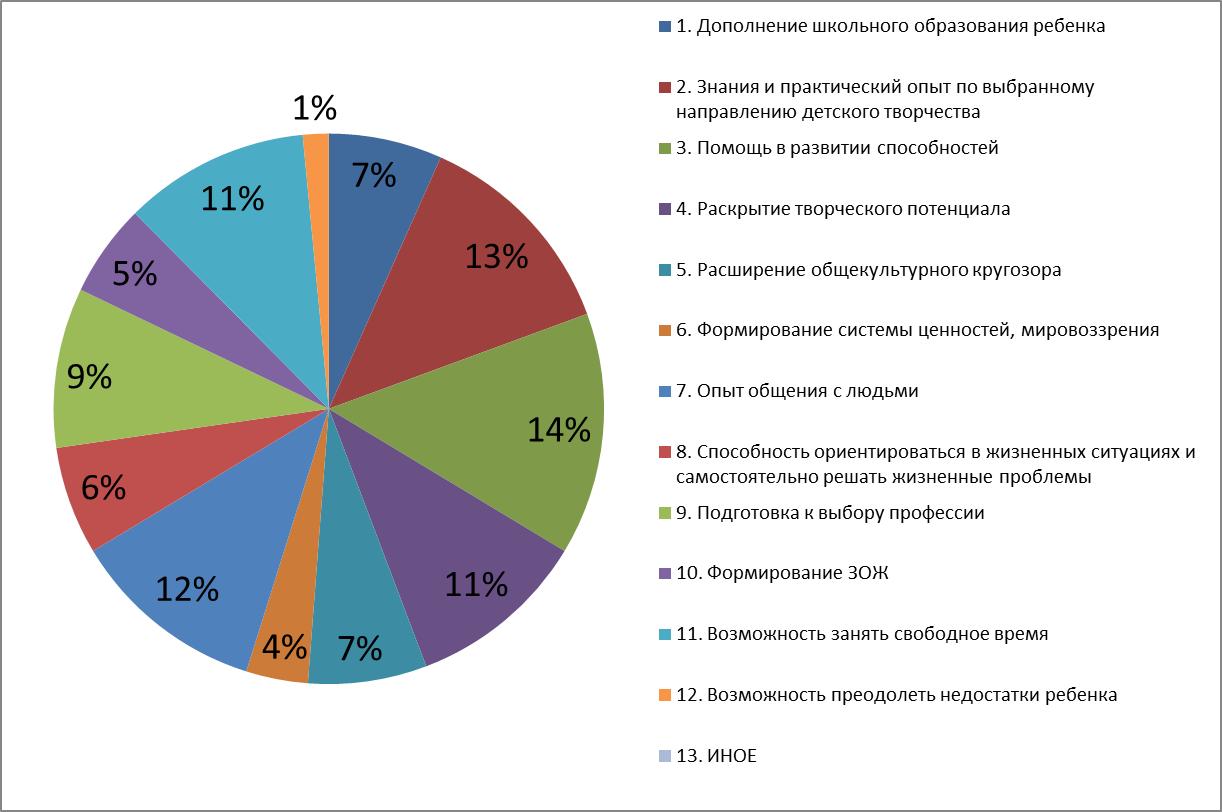 1%
7%
13%
14%
11%
7%
4%
12%
6%
9%
5%
11%
1. Дополнение школьного образования ребенка
2. Знания и практический опыт по выбранному
направлению детского творчества
3. Помощь в развитии способностей
4. Раскрытие творческого потенциала
5. Расширение общекультурного кругозора
6. Формирование системы ценностей, мировоззрения
7. Опыт общения с людьми
8. Способность ориентироваться в жизненных ситуациях и
самостоятельно решать жизненные проблемы
9. Подготовка к выбору профессии
10. Формирование ЗОЖ
11. Возможность занять свободное время
12. Возможность преодолеть недостатки ребенка
13. ИНОЕ